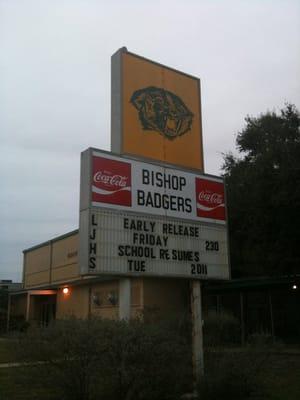 Coca-Cola
BISHOP
BADGERS
Coca-Cola
LJHS
EARLY RELEASE
FRIDAY 230
SCHOOL RESUMES
TUE 2011